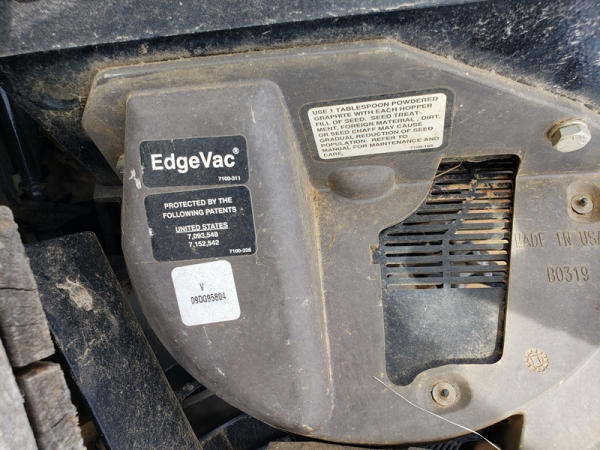 USE 1 TABLESPOON POWDERED
GRAPHITE WITH EACH HOPPER
FILL OF SEED. SEED TREAT-
MENT, FOREIGN MATERIAL, DIRT,
OR SEED CHAFF MAY CAUSE
GRADUAL REDUCTION OF SEED
POPULATION. REFER TO
MANUAL FOR MAINTENANCE AND
CARE.
EdgeVac®
7100-311
PROTECTED BY THE
FOLLOWING PATENTS
UNITED STATES
7,093,548
7,152,542
7100-328
V
09DG95804
MADE IN USA
B0319